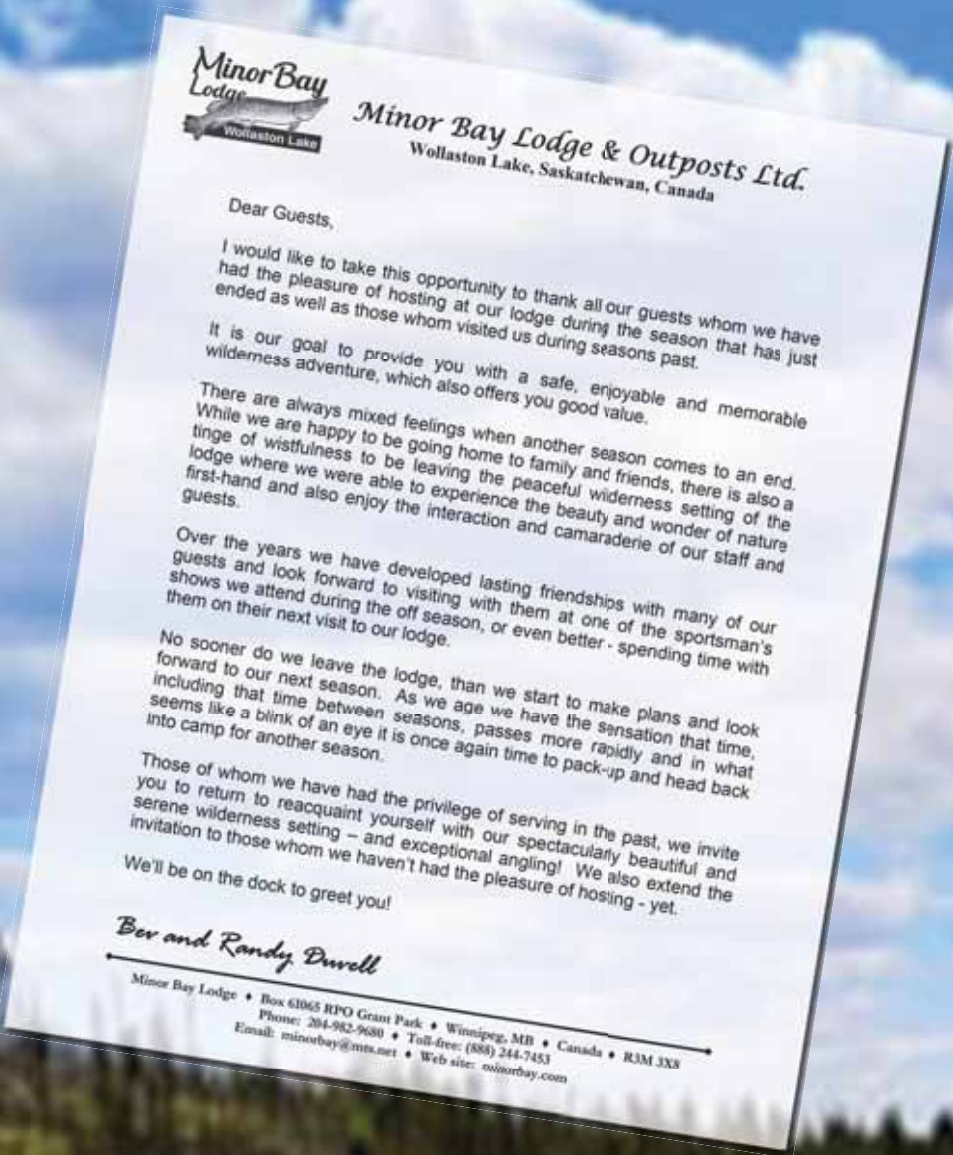 Minor Bay
Lodge
Wollaston Lake
Minor Bay Lodge & Outposts Ltd.
Wollaston Lake, Saskatchewan, Canada
Dear Guests,
I would like to take this opportunity to thank all our guests whom we have
had the pleasure of hosting at our lodge during the season that has just
ended as well as those whom visited us during seasons past.
It is our goal to provide you with a safe, enjoyable and memorable
wilderness adventure, which also offers you good value.
There are always mixed feelings when another season comes to an end.
While we are happy to be going home to family and friends, there is also a
tinge of wistfulness to be leaving the peaceful wilderness setting of the
lodge where we were able to experience the beauty and wonder of nature
first-hand and also enjoy the interaction and camaraderie of our staff and
guests.
Over the years we have developed lasting friendships with many of our
guests and look forward to visiting with them at one of the sportsman's
shows we attend during the off season, or even better - spending time with
them on their next visit to our lodge.
No sooner do we leave the lodge, than we start to make plans and look
forward to our next season. As we age we have the sensation that time,
including that time between seasons, passes more rapidly and in what
seems like a blink of an eye it is once again time to pack-up and head back
into camp for another season.
Those of whom we have had the privilege of serving in the past, we invite
you to return to reacquaint yourself with our spectacularly beautiful and
serene wilderness setting – and exceptional angling! We also extend the
invitation to those whom we haven't had the pleasure of hosting - yet.
We'll be on the dock to greet you!
Bev and Randy Duvell
Minor Bay Lodge ♦ Box 61065 RPO Grant Park ♦ Winnipeg, MB ♦ Canada ♦ R3M 3X8
Phone: 204-982-9680 ♦ Toll-free: (888) 244-7453
Email: minorbay@mts.net ♦ Web site: minorbay.com